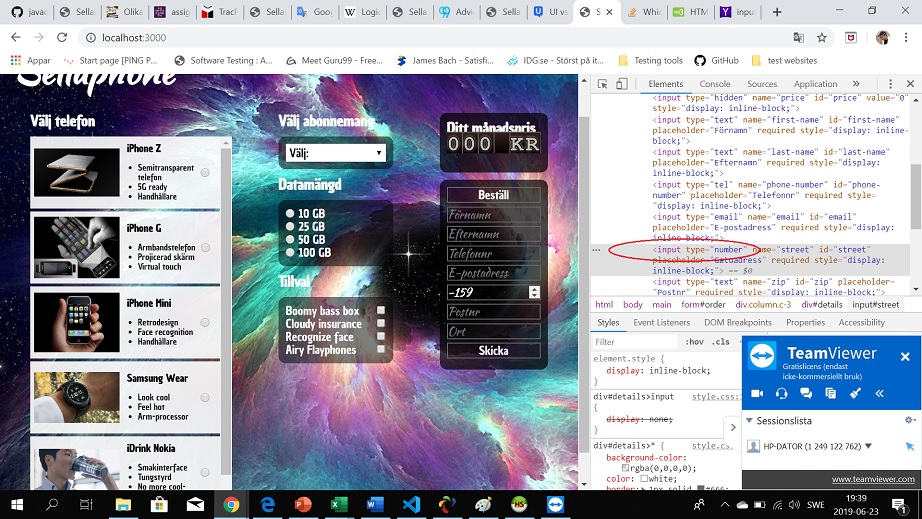 javac
Sella
Olika
assig
Track
Sella
Goog
Logi
Sella
Advi
Sella
UI vs
S
Whic
HTM
input
localhost:3000
Appar
Start page [PING P...
Software Testing : A...
Meet Guru99 - Free...
James Bach - Satisfi...
IDG.se - Störst på it...
Testing tools
GitHub
test websites
Sellaphone
Välj telefon
iPhone Z
Semitransparent
telefon
5G ready
Handhållare
iPhone G
Armbandstelefon
Projicerad skärm
Virtual touch
iPhone Mini
Retrodesign
Face recognition
Handhållare
Samsung Wear
Look cool
Feel hot
Arm-processor
iDrink Nokia
Smakinterface
Tungstyrd
No more cool-
Välj abonnemang
Välj:
Datamängd
10 GB
25 GB
50 GB
100 GB
Tillval
Boomy bass box
Cloudy insurance
Recognize face
Airy Flayphones
Ditt månadspris
000 KR
Beställ
Förnamn
Efternamn
Telefonnr
E-postadress
-159
Postnr
Ort
Skicka
Elements
Console
Sources
Application
<input type="hidden" name="price" id="price" value="0"
style="display: inline-block;">
<input type="text" name="first-name" id="first-name"
placeholder="Förnamn" required style="display: inline-
block;">
<input type="text" name="last-name" id="last-name"
placeholder="Efternamn" required style="display:
inline-block;">
<input type="tel" name="phone-number" id="phone-
number" placeholder="Telefonnr" required style=
"display: inline-block;">
<input type="email" name="email" id="email"
placeholder="E-postadress" required style="display:
inline-block;">
<input type="number" name="street" id="street"
placeholder="Gatuadress" required style="display:
inline-block;"> == $0
<input type="text" name="zip" id="zip" placeholder=
"Postnr" required style="display: inline-block;">
html body main form#order div.column.c-3 div#details input#street
Styles
Event Listeners
DOM Breakpoints
Properties
Accessibility
Filter
:hov .cls
element.style {
display: inline-block;
}
div#details>input style.css:
{
display: none;
}
div#details>* style.c
{
background-color:
rgba(0,0,0,0);
color: white;
border: 1px solid #666;
TeamViewer
Gratislicens (endast
icke-kommersiellt bruk)
Sessionslista
HP-DATOR (1 249 122 762)
www.teamviewer.com
SWE
19:39
2019-06-23